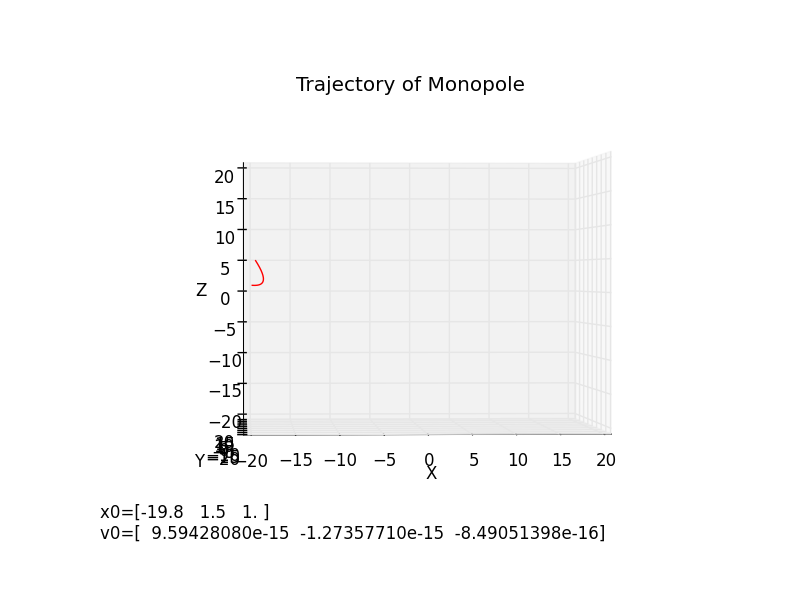 Trajectory of Monopole
20
15
10
5
Z 0
−5
−10
−15
−20
Y
−20 −15 −10 −5 0 5 10 15 20
X
x0=[-19.8 1.5 1. ]
v0=[ 9.59428080e-15 -1.27357710e-15 -8.49051398e-16]